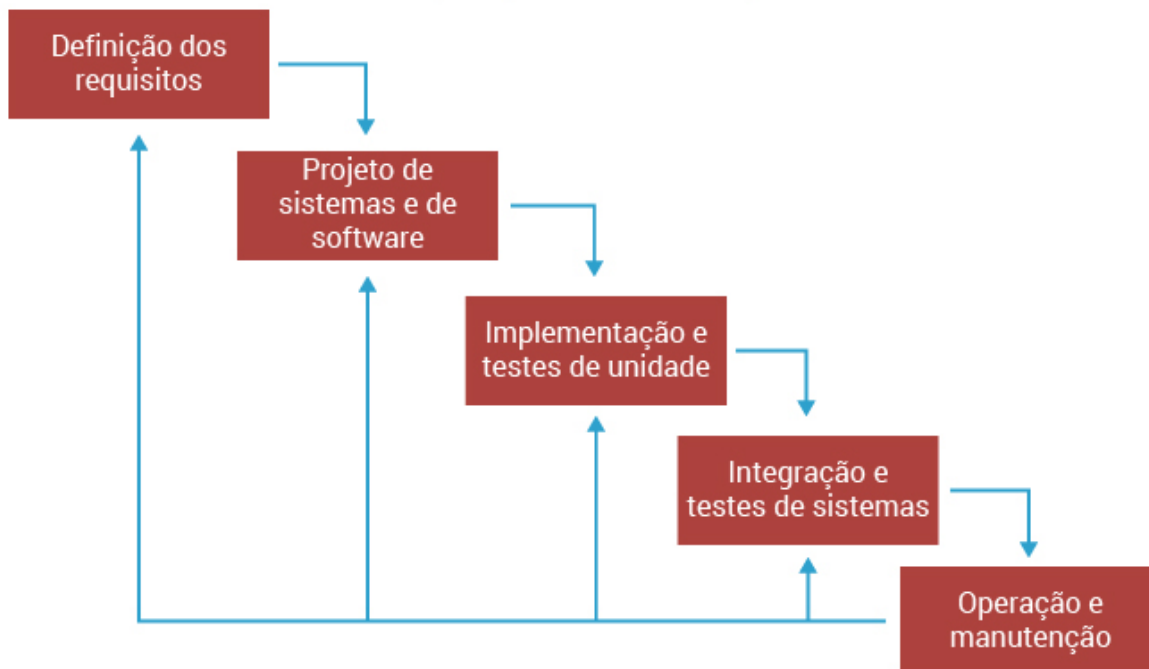 Definição dos
requisitos
Projeto de
sistemas e de
software
Implementação e
testes de unidade
Integração e
testes de sistemas
Operação e
manutenção